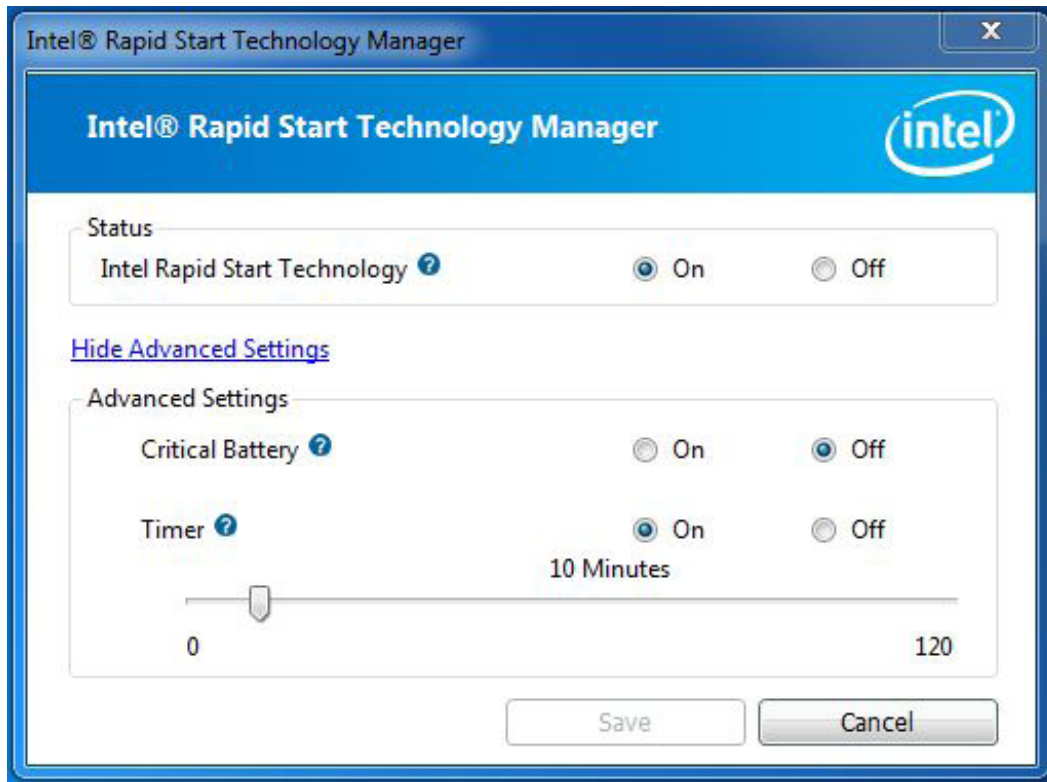 Intel® Rapid Start Technology Manager
X
Intel® Rapid Start Technology Manager
intel
Status
Intel Rapid Start Technology ? On Off
Hide Advanced Settings
Advanced Settings
Critical Battery ? On Off
Timer ? On Off
10 Minutes
0 120
Save Cancel